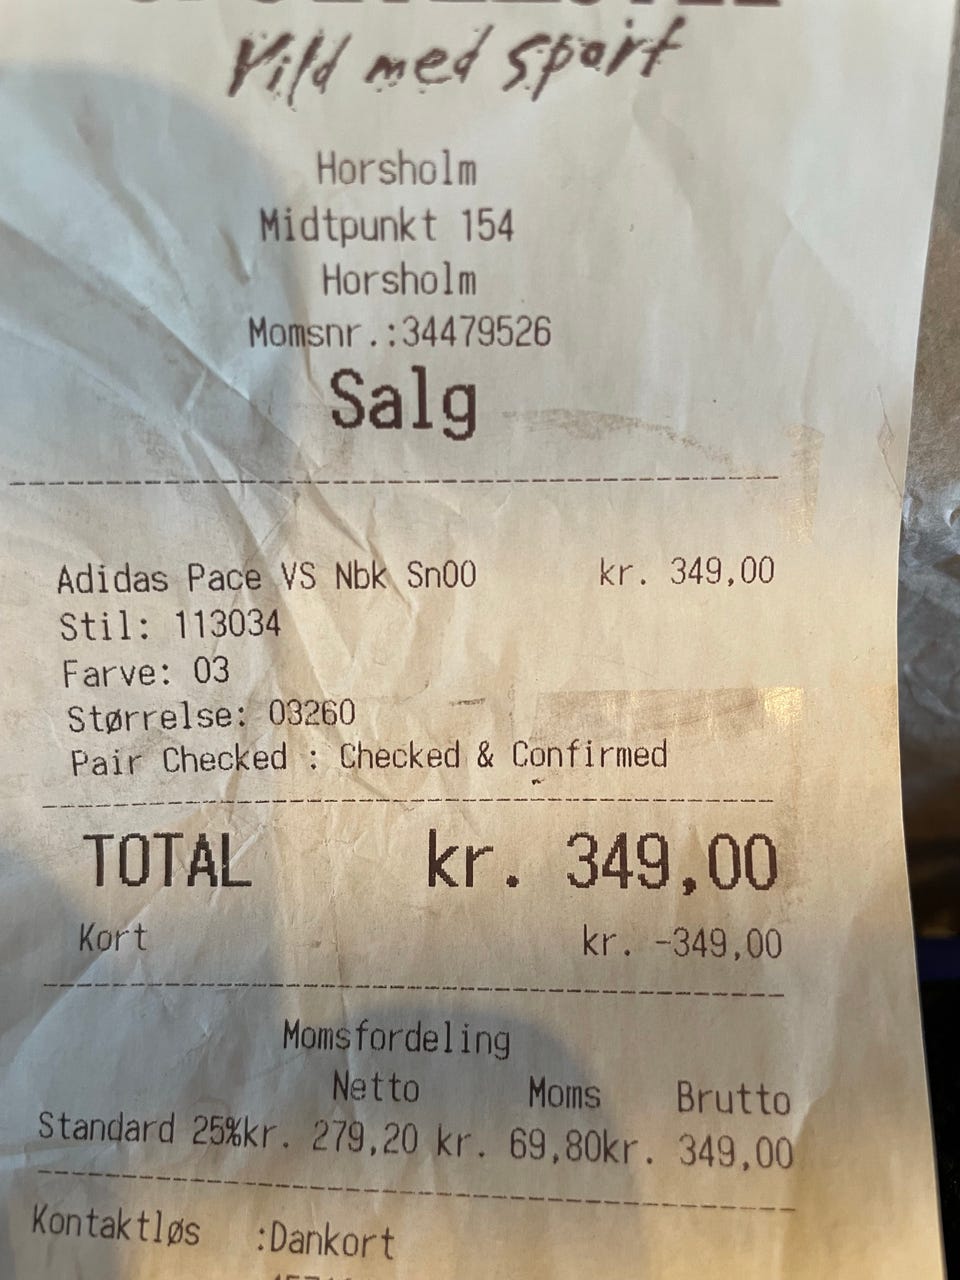 Vild med sport
Horsholm
Midtpunkt 154
Horsholm
Momsnr.:34479526
Salg
Adidas Pace VS Nbk Sn00 kr. 349,00
Stil: 113034
Farve: 03
Størrelse: 03260
Pair Checked : Checked & Confirmed
TOTAL kr. 349,00
Kort kr. -349,00
Momsfordeling
Netto Moms Brutto
Standard 25%kr. 279,20 kr. 69,80kr. 349,00
Kontaktløs :Dankort